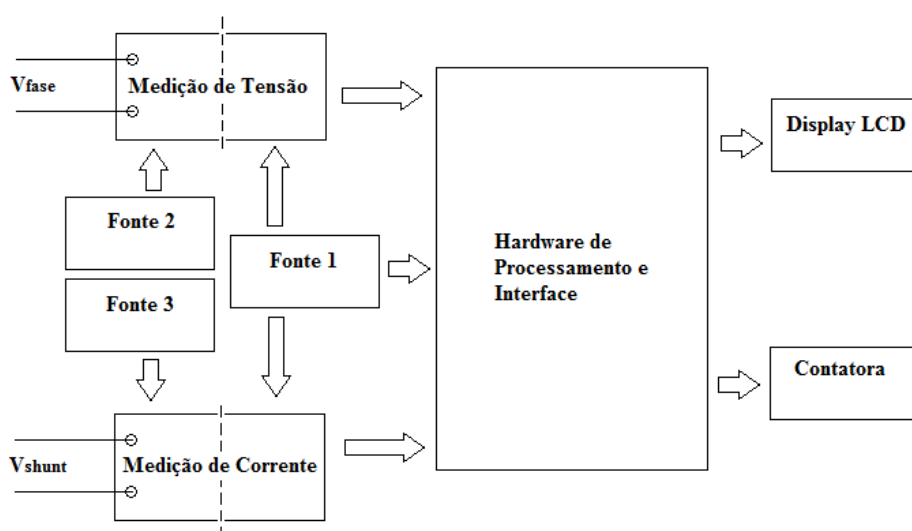 Vfase
Medição de Tensão
Display LCD
Fonte 2
Fonte 1
Fonte 3
Hardware de
Processamento e
Interface
Contatora
Vshunt
Medição de Corrente